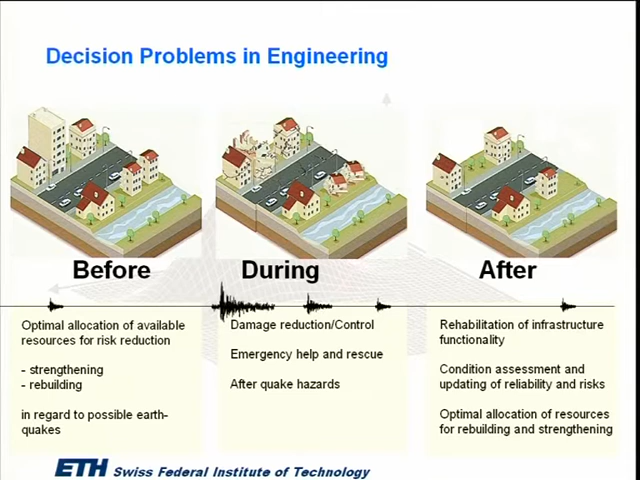 Decision Problems in Engineering
Before
During
After
Optimal allocation of available
resources for risk reduction
- strengthening
- rebuilding
in regard to possible earth-
quakes
Damage reduction/Control
Emergency help and rescue
After quake hazards
Rehabilitation of infrastructure
functionality
Condition assessment and
updating of reliability and risks
Optimal allocation of resources
for rebuilding and strengthening
ETH Swiss Federal Institute of Technology